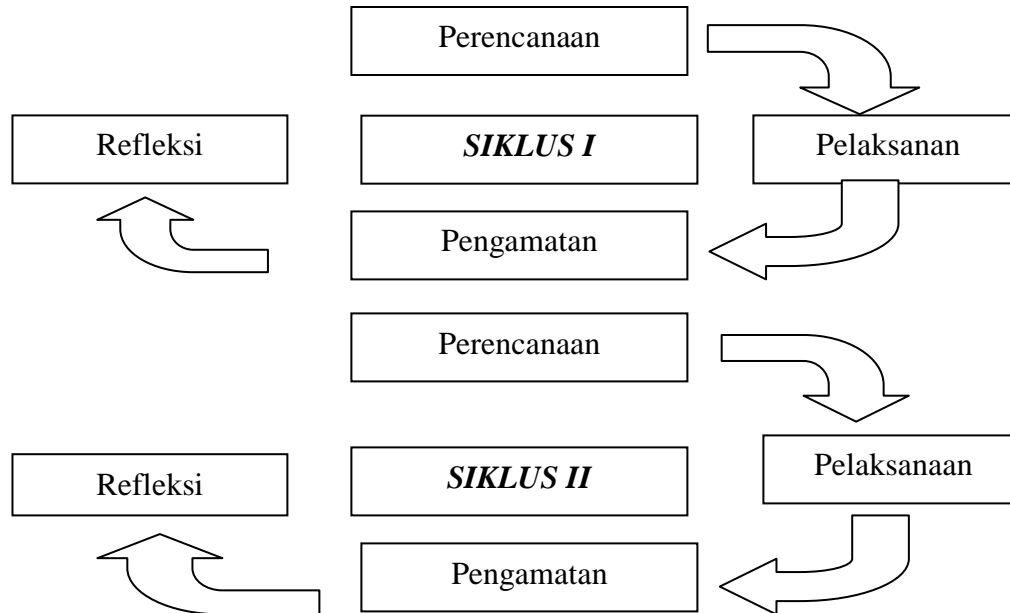 Perencanaan
Refleksi
SIKLUS I
Pelaksanan
Pengamatan
Perencanaan
Refleksi
SIKLUS II
Pelaksanaan
Pengamatan